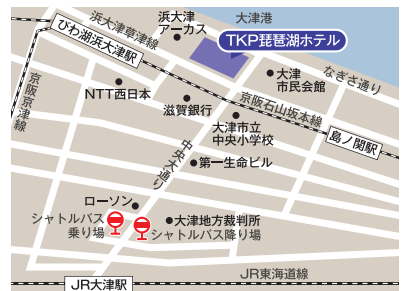 大津港
浜大津
アーカス
浜大津草津線
TKP琵琶湖ホテル
びわ湖浜大津駅
大津
市民会館
なぎさ通り
NTT西日本
滋賀銀行
京阪石山坂本線
京阪京津線
大津市立
中央小学校
島ノ関駅
中央大通り
第一生命ビル
ローソン
シャトルバス
乗り場
大津地方裁判所
シャトルバス降り場
JR東海道線
JR大津駅